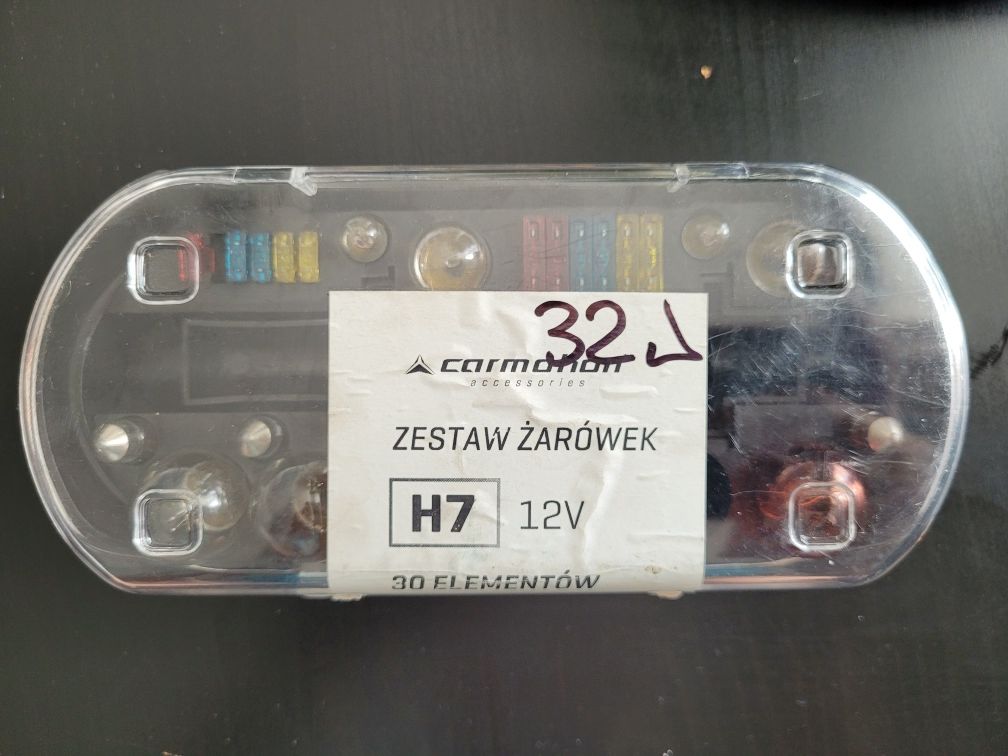 32
carmotion
accessories
ZESTAW ŻARÓWEK
H7 12V
30 ELEMENTÓW